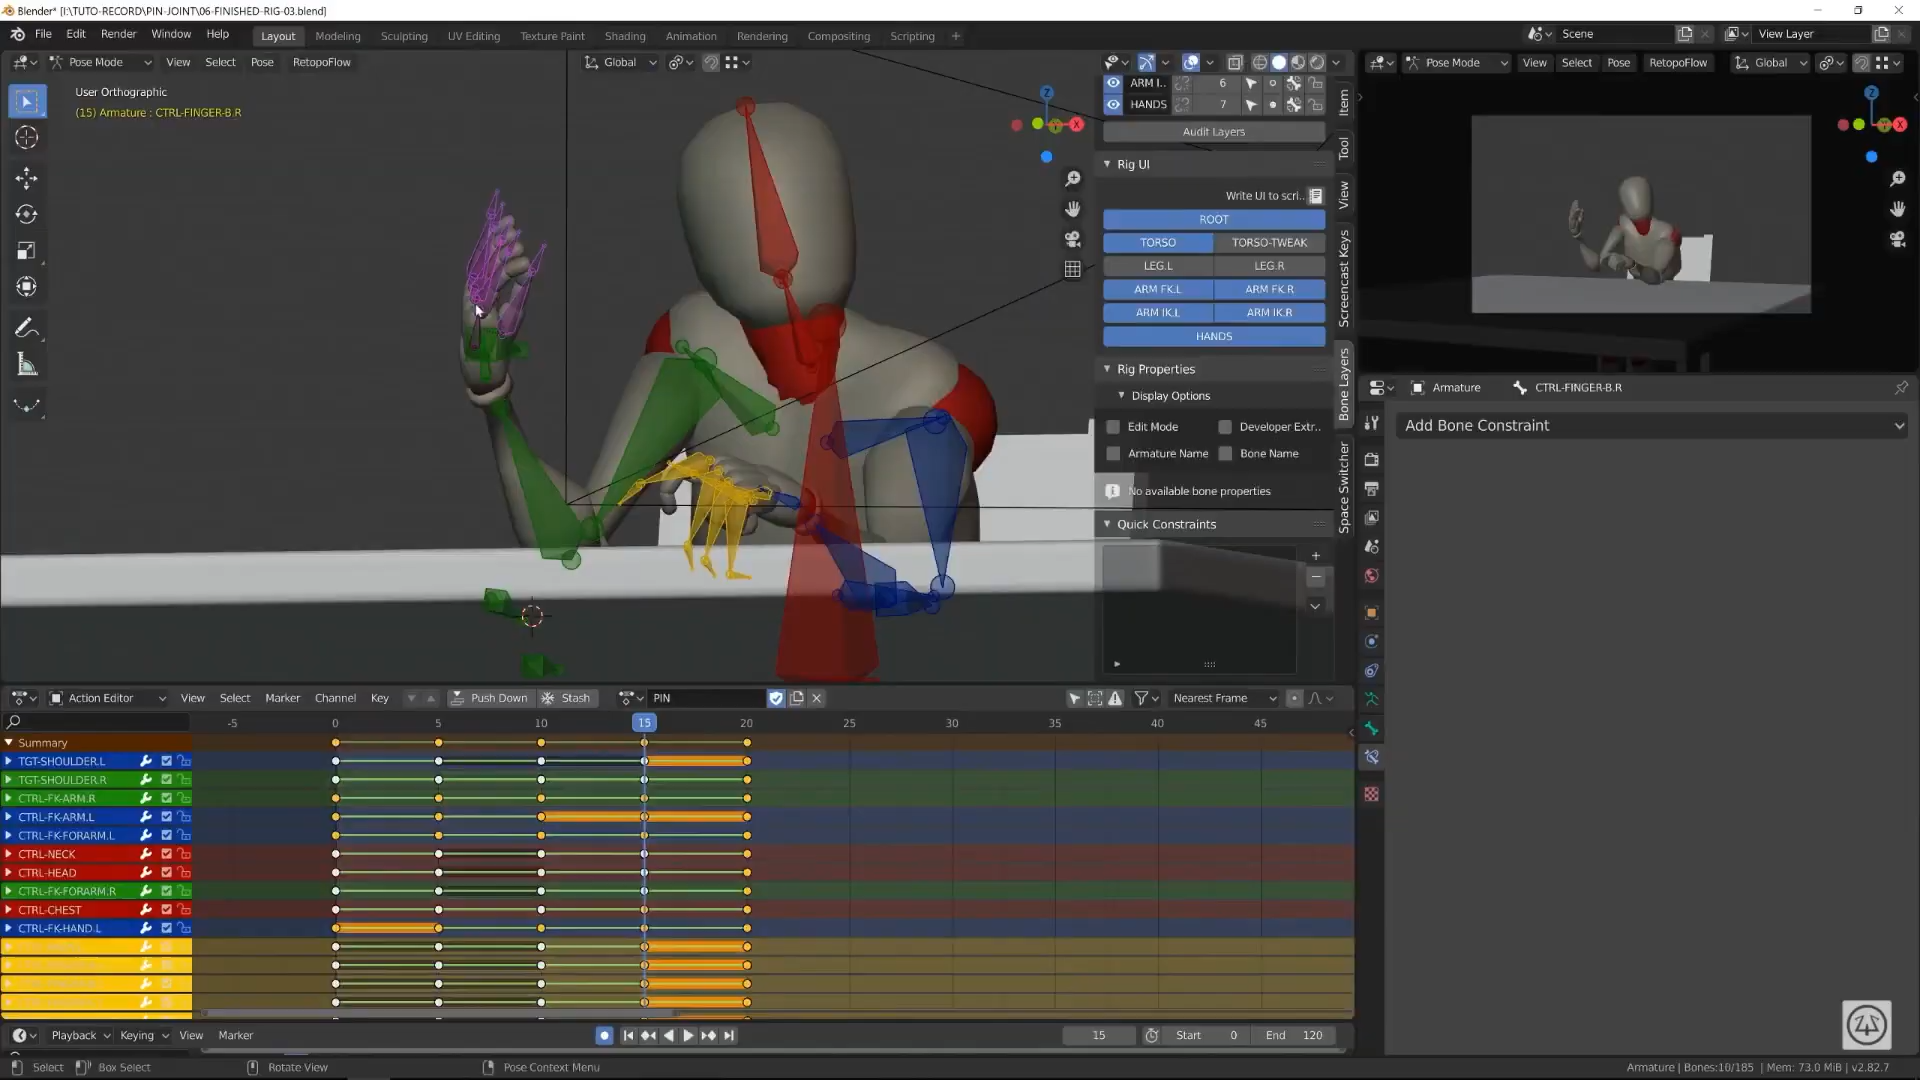 Blender* [I:\TUTO-RECORD\PIN-JOINT\06-FINISHED-RIG-03.blend]
File Edit Render Window Help Layout Modeling Sculpting UV Editing Texture Paint Shading Animation Rendering Compositing Scripting + Scene View Layer
Pose Mode View Select Pose RetopoFlow Global
Pose Mode View Select Pose RetopoFlow Global
User Orthographic
(15) Armature : CTRL-FINGER-B.R
ARM I.. 6
HANDS 7
Audit Layers
Rig UI
Write UI to scri..
ROOT
TORSO TORSO-TWEAK
LEG.L LEG.R
ARM FK.L ARM FK.R
ARM IK.L ARM IK.R
HANDS
Rig Properties
Display Options
Edit Mode Developer Extr..
Armature Name Bone Name
No available bone properties
Quick Constraints
Item
Tool
View
Screencast Keys
Bone Layers
Space Switcher
Z
X
Z
X
Armature CTRL-FINGER-B.R
Add Bone Constraint
Action Editor View Select Marker Channel Key Push Down Stash PIN Nearest Frame
-5 0 5 10 15 20 25 30 35 40 45
Summary
TGT-SHOULDER.L
TGT-SHOULDER.R
CTRL-FK-ARM.R
CTRL-FK-ARM.L
CTRL-FK-FORARM.L
CTRL-NECK
CTRL-HEAD
CTRL-FK-FORARM.R
CTRL-CHEST
CTRL-FK-HAND.L
Playback Keying View Marker 15 Start 0 End 120
Select Box Select Rotate View Pose Context Menu Armature | Bones:10/185 | Mem: 73.0 MiB | v2.82.7